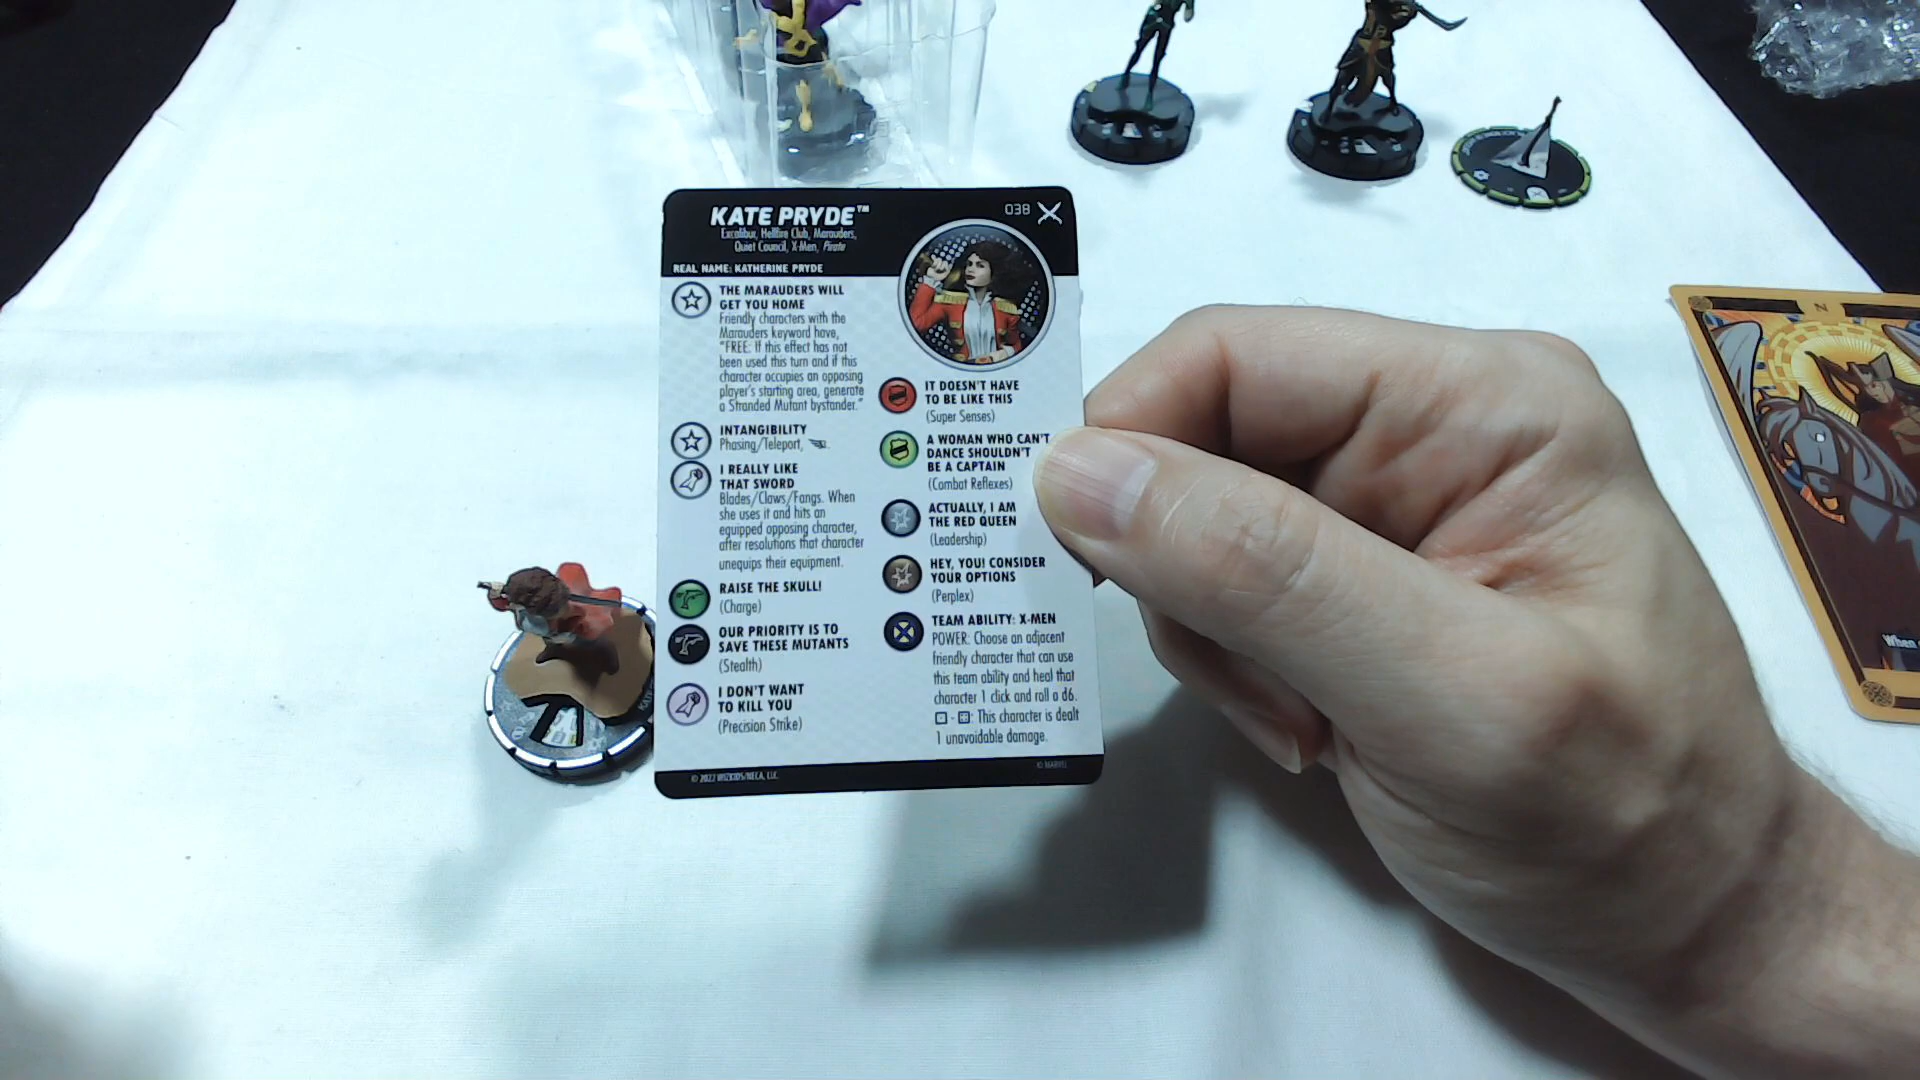 KATE PRYDE™
038
Excalibur, Hellfire Club, Marauders,
Quiet Council, X-Men, Pirate
REAL NAME: KATHERINE PRYDE
THE MARAUDERS WILL
GET YOU HOME
Friendly characters with the
Marauders keyword have,
"FREE: If this effect has not
been used this turn and if this
character occupies an opposing
player's starting area, generate
a Stranded Mutant bystander."
INTANGIBILITY
Phasing/Teleport,
I REALLY LIKE
THAT SWORD
Blades/Claws/Fangs. When
she uses it and hits an
equipped opposing character,
after resolutions that character
unequips their equipment.
RAISE THE SKULL!
(Charge)
OUR PRIORITY IS TO
SAVE THESE MUTANTS
(Stealth)
I DON'T WANT
TO KILL YOU
(Precision Strike)
IT DOESN'T HAVE
TO BE LIKE THIS
(Super Senses)
A WOMAN WHO CAN'T
DANCE SHOULDN'T
BE A CAPTAIN
(Combat Reflexes)
ACTUALLY, I AM
THE RED QUEEN
(Leadership)
HEY, YOU! CONSIDER
YOUR OPTIONS
(Perplex)
TEAM ABILITY: X-MEN
POWER: Choose an adjacent
friendly character that can use
this team ability and heal that
character 1 click and roll a d6.
⚀ - ⚃: This character is dealt
1 unavoidable damage.
© 2022 WIZKIDS/NECA, LLC.
© MARVEL
N
When